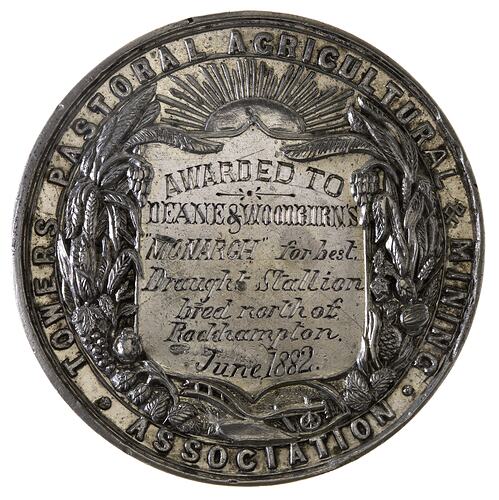 TOWERS PASTORAL AGRICULTURAL & MINING
ASSOCIATION
AWARDED TO
DEANE & WOODBURNS
"MONARCH" for best
Draught Stallion
bred north of
Rockhampton.
June, 1882.